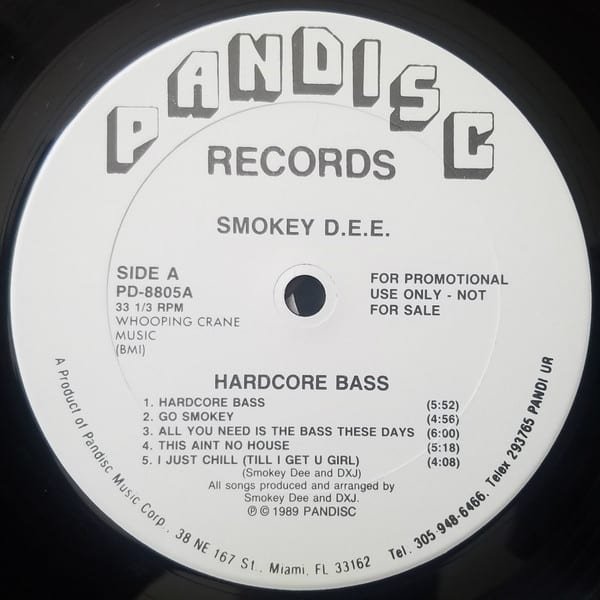 PANDISC
RECORDS
SMOKEY D.E.E.
SIDE A
PD-8805A
33 1/3 RPM
WHOOPING CRANE
MUSIC
(BMI)
FOR PROMOTIONAL
USE ONLY - NOT
FOR SALE
HARDCORE BASS
1. HARDCORE BASS (5:52)
2. GO SMOKEY (4:56)
3. ALL YOU NEED IS THE BASS THESE DAYS (6:00)
4. THIS AINT NO HOUSE (5:18)
5. I JUST CHILL (TILL I GET U GIRL) (4:08)
(Smokey Dee and DXJ)
All songs produced and arranged by
Smokey Dee and DXJ.
℗ © 1989 PANDISC
A Product of Pandisc Music Corp. 38 NE 167 St., Miami, FL 33162 Tel. 305-948-6466. Telex 293765 PANDI UR